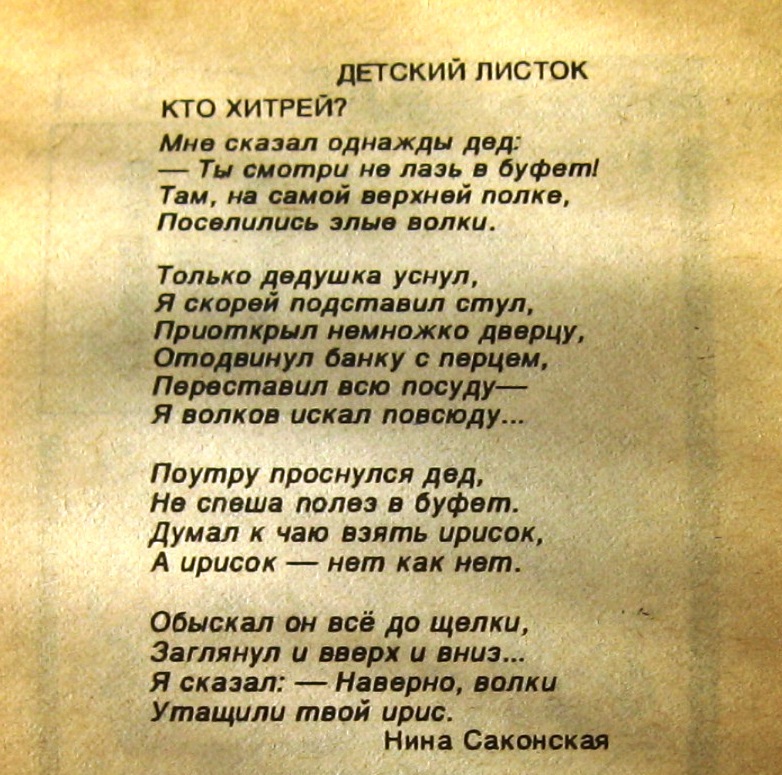 ДЕТСКИЙ ЛИСТОК
КТО ХИТРЕЙ?
Мне сказал однажды дед:
— Ты смотри не лазь в буфет!
Там, на самой верхней полке,
Поселились злые волки.
Только дедушка уснул,
Я скорей подставил стул,
Приоткрыл немножко дверцу,
Отодвинул банку с перцем,
Переставил всю посуду—
Я волков искал повсюду...
Поутру проснулся дед,
Не спеша полез в буфет.
Думал к чаю взять ирисок,
А ирисок — нет как нет.
Обыскал он всё до щелки,
Заглянул и вверх и вниз...
Я сказал: — Наверно, волки
Утащили твой ирис.
Нина Саконская